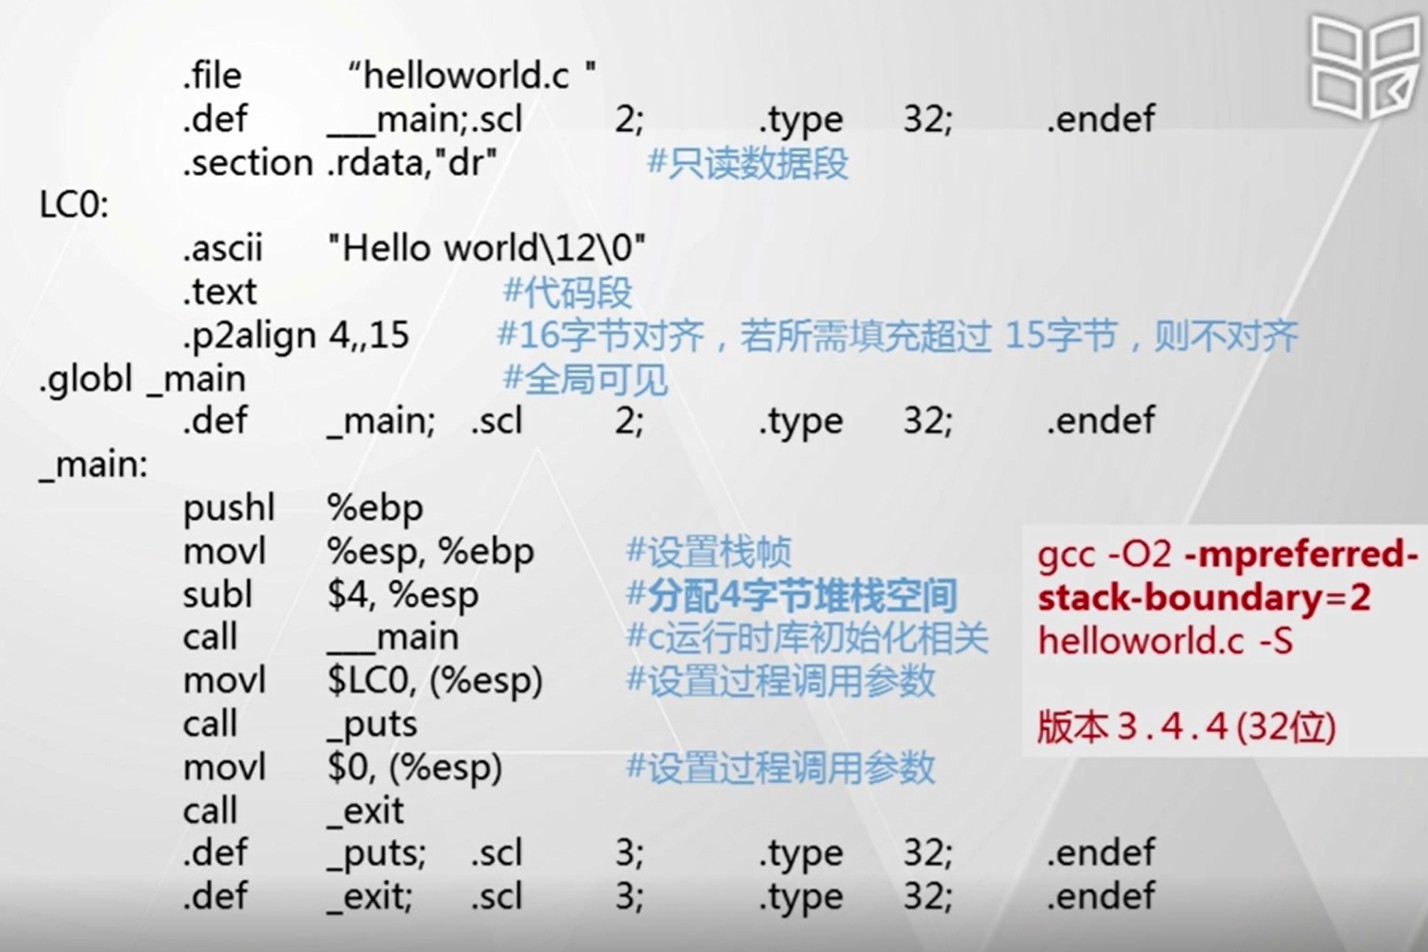 .file “helloworld.c "
.def ___main;.scl 2; .type 32; .endef
.section .rdata,"dr" #只读数据段
LC0:
.ascii "Hello world\12\0"
.text #代码段
.p2align 4,,15 #16字节对齐，若所需填充超过 15字节，则不对齐
.globl _main #全局可见
.def _main; .scl 2; .type 32; .endef
_main:
pushl %ebp
movl %esp, %ebp #设置栈帧
subl $4, %esp #分配4字节堆栈空间
call ___main #c运行时库初始化相关
movl $LC0, (%esp) #设置过程调用参数
call _puts
movl $0, (%esp) #设置过程调用参数
call _exit
.def _puts; .scl 3; .type 32; .endef
.def _exit; .scl 3; .type 32; .endef
gcc -O2 -mpreferred-
stack-boundary=2
helloworld.c -S
版本 3 . 4 . 4 (32位)